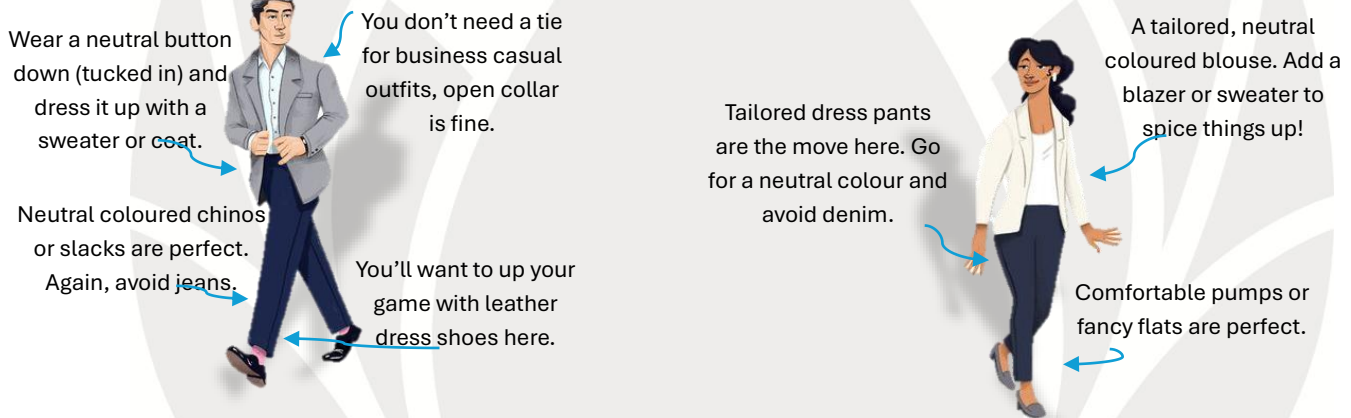 Wear a neutral button
down (tucked in) and
dress it up with a
sweater or coat.
You don’t need a tie
for business casual
outfits, open collar
is fine.
Neutral coloured chinos
or slacks are perfect.
Again, avoid jeans.
You’ll want to up your
game with leather
dress shoes here.
Tailored dress pants
are the move here. Go
for a neutral colour and
avoid denim.
A tailored, neutral
coloured blouse. Add a
blazer or sweater to
spice things up!
Comfortable pumps or
fancy flats are perfect.